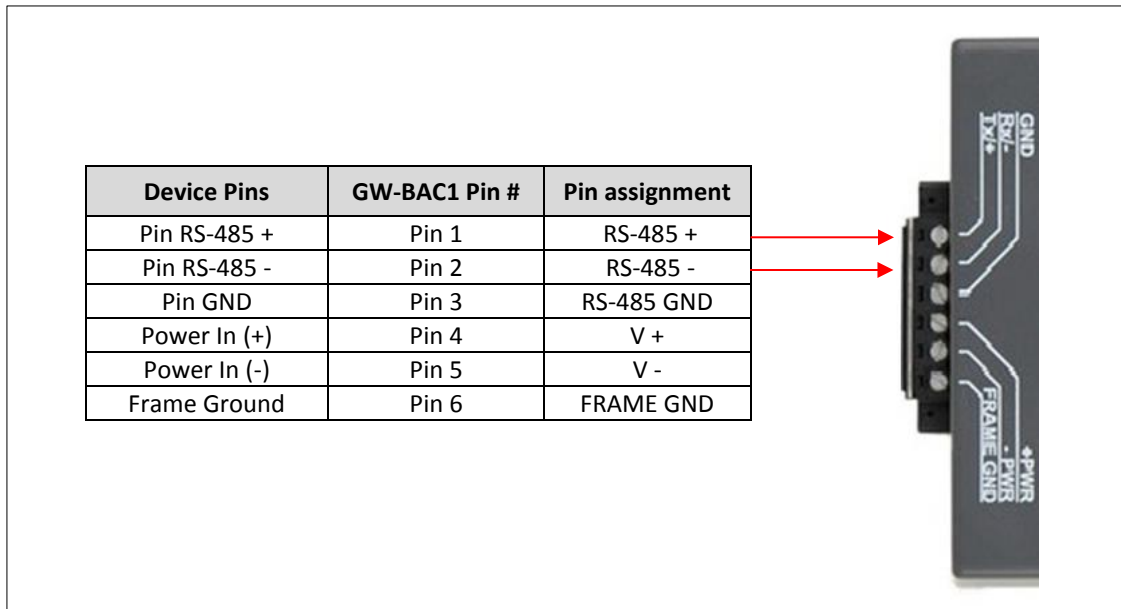 Device Pins GW-BAC1 Pin # Pin assignment
Pin RS-485 + Pin 1 RS-485 +
Pin RS-485 - Pin 2 RS-485 -
Pin GND Pin 3 RS-485 GND
Power In (+) Pin 4 V +
Power In (-) Pin 5 V -
Frame Ground Pin 6 FRAME GND
GND
Rx/-
Tx/+
+PWR
- PWR
FRAME GND